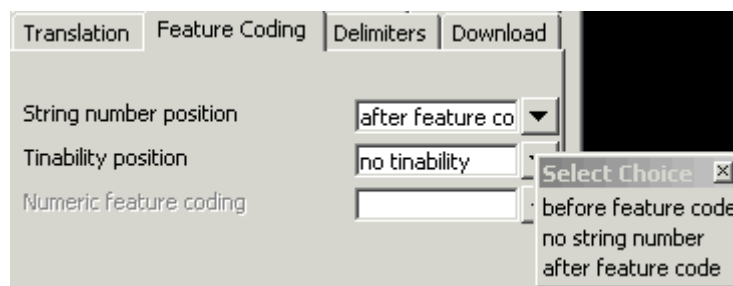 Translation Feature Coding Delimiters Download
String number position after feature co
Tinability position no tinability
Numeric feature coding
Select Choice
before feature code
no string number
after feature code